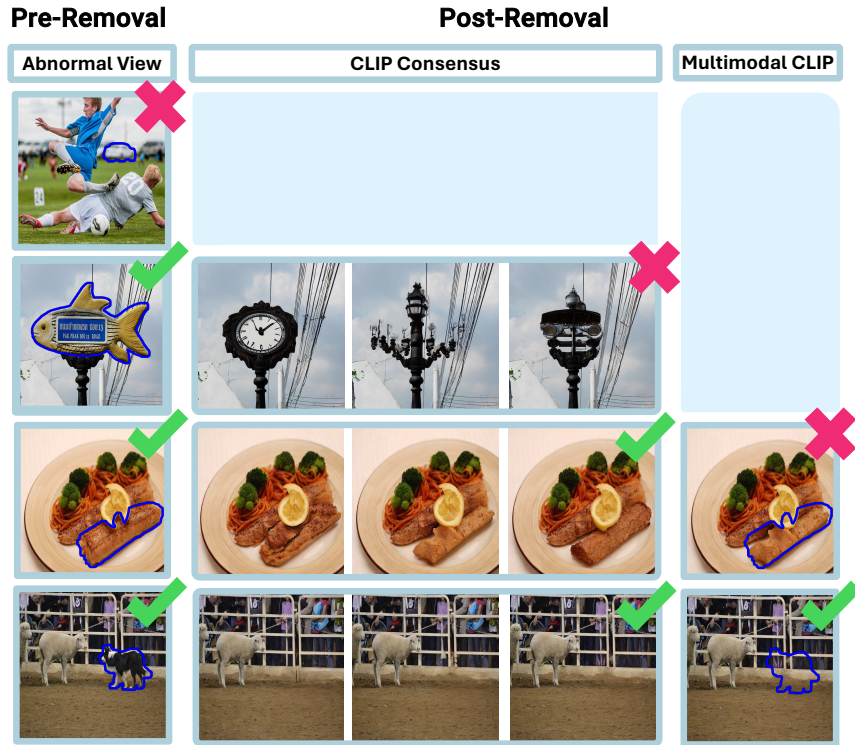 Pre-Removal
Post-Removal
Abnormal View
CLIP Consensus
Multimodal CLIP